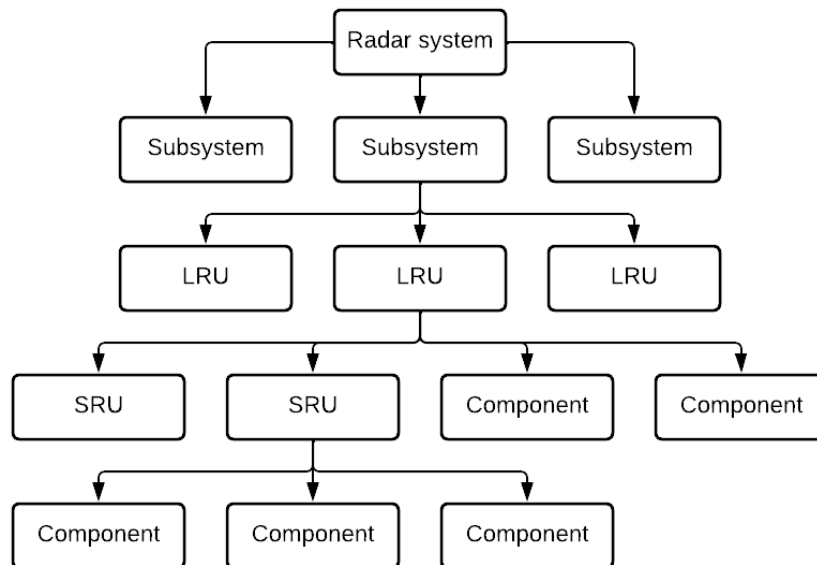 Radar system
Subsystem
Subsystem
Subsystem
LRU
LRU
LRU
SRU
SRU
Component
Component
Component
Component
Component